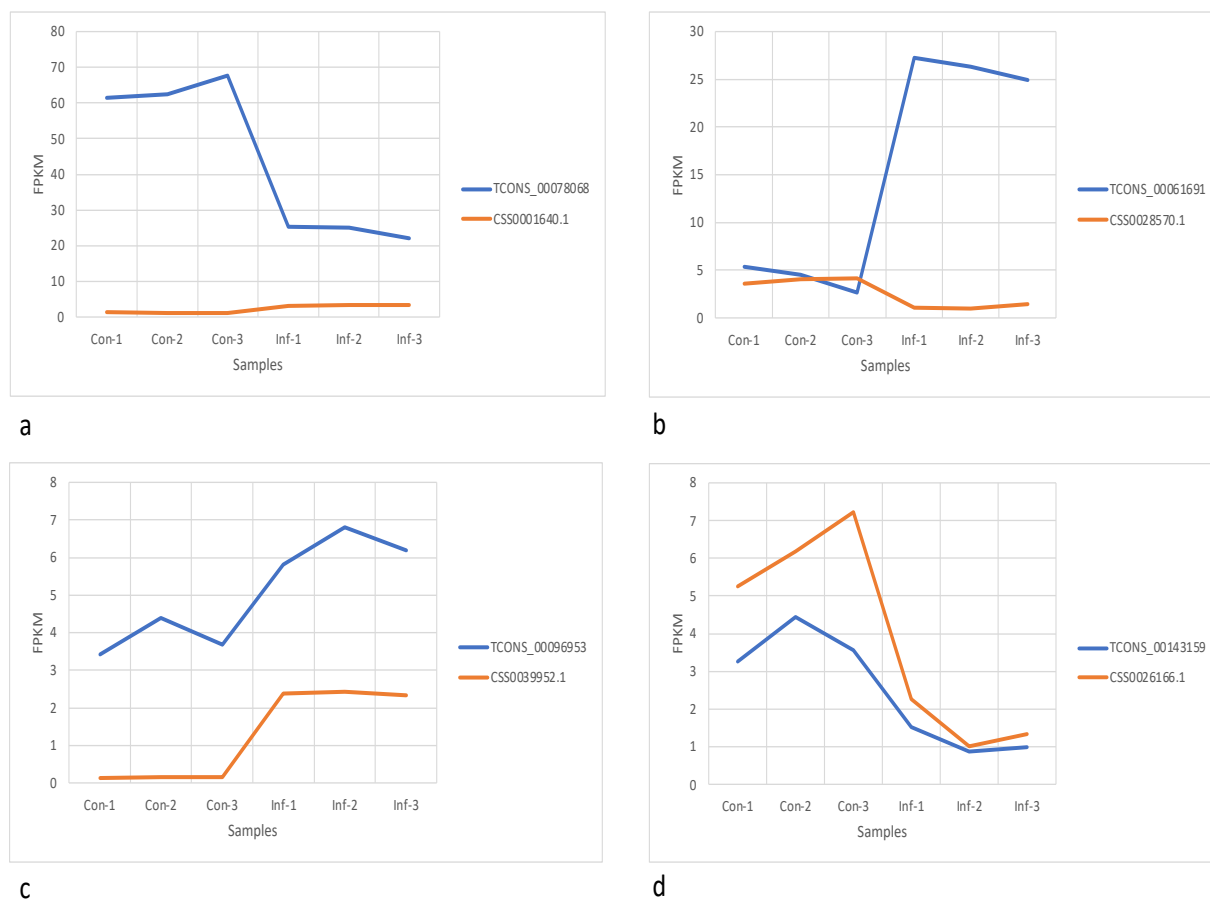 80
70
60
50
40
30
20
10
0
FPKM
Con-1 Con-2 Con-3 Inf-1 Inf-2 Inf-3
Samples
TCONS_00078068
CSS0001640.1
a
30
25
20
15
10
5
0
FPKM
Con-1 Con-2 Con-3 Inf-1 Inf-2 Inf-3
Samples
TCONS_00061691
CSS0028570.1
b
8
7
6
5
4
3
2
1
0
FPKM
Con-1 Con-2 Con-3 Inf-1 Inf-2 Inf-3
Samples
TCONS_00096953
CSS0039952.1
c
8
7
6
5
4
3
2
1
0
FPKM
Con-1 Con-2 Con-3 Inf-1 Inf-2 Inf-3
Samples
TCONS_00143159
CSS0026166.1
d